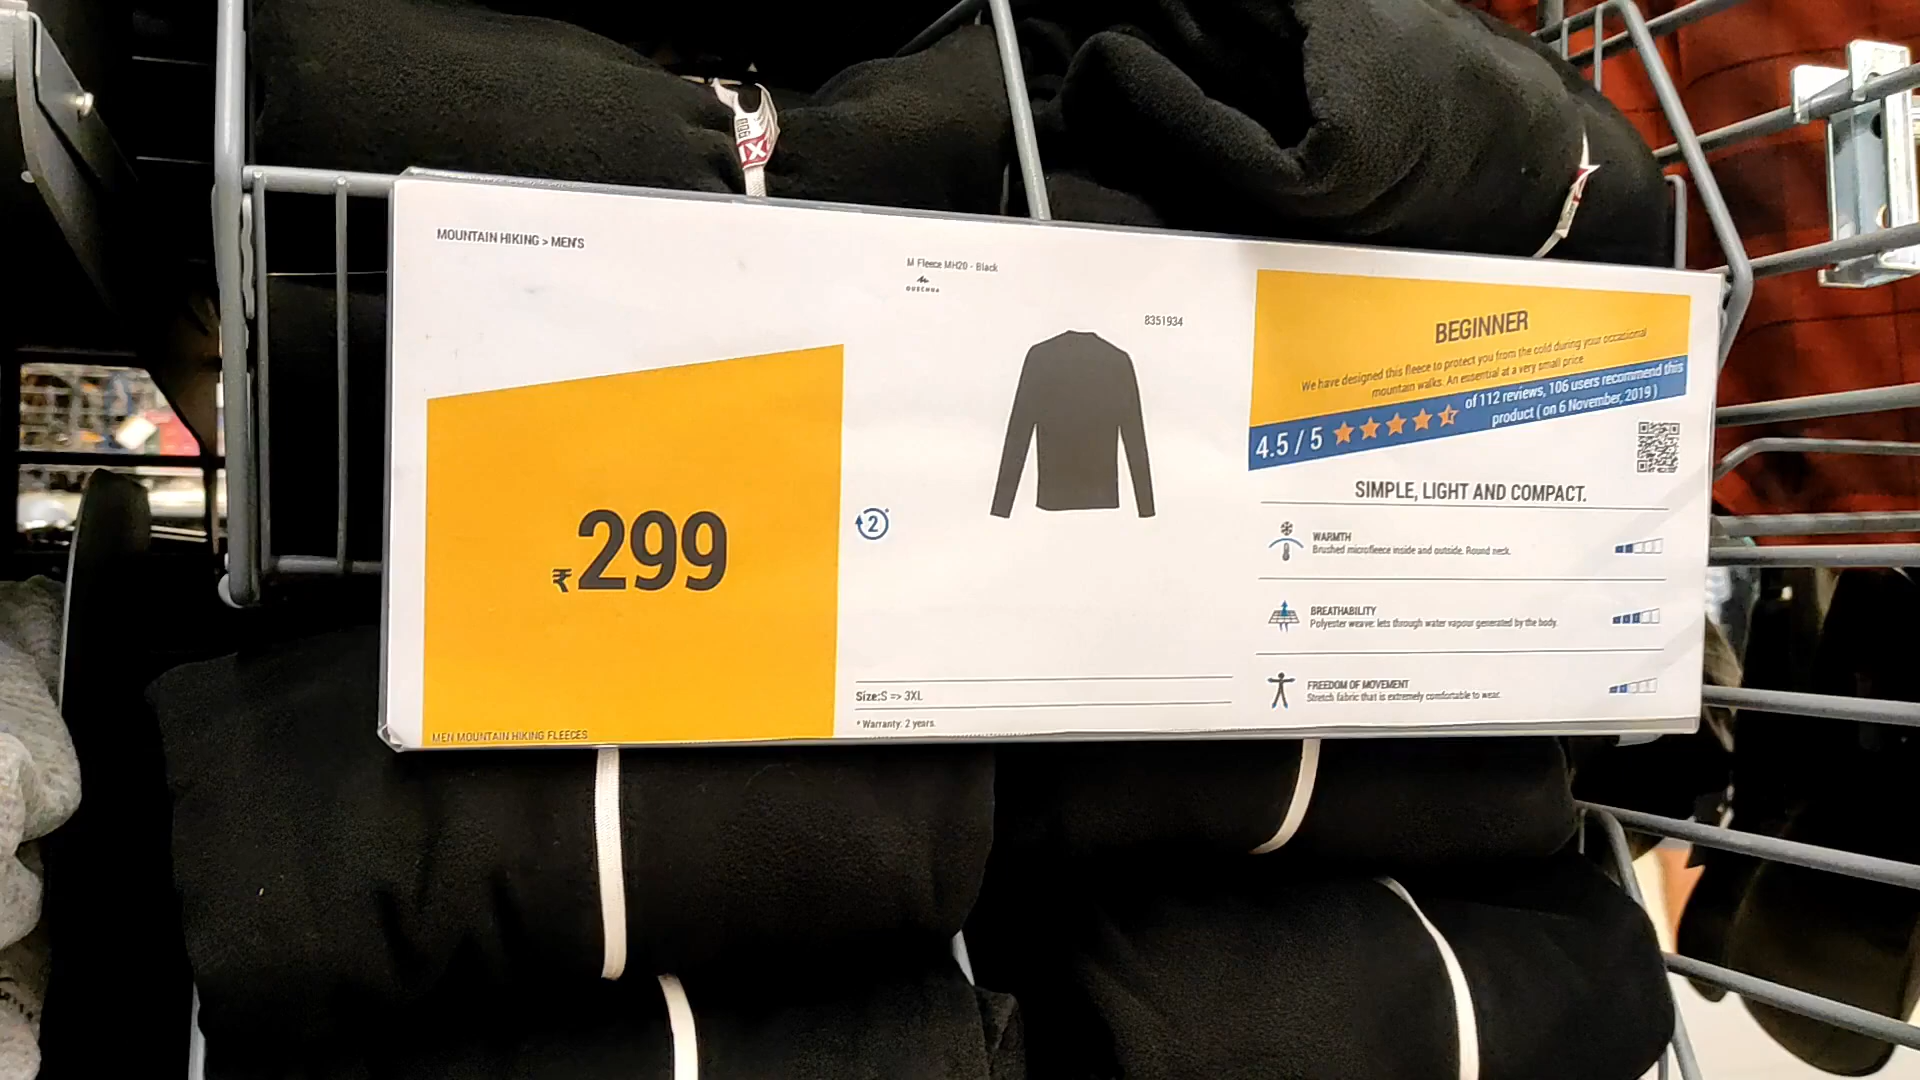 MOUNTAIN HIKING > MEN'S
₹299
MEN MOUNTAIN HIKING FLEECES
M Fleece MH20 - Black
QUECHUA
8351934
2
Size:S => 3XL
* Warranty: 2 years.
BEGINNER
We have designed this fleece to protect you from the cold during your occasional
mountain walks. An essential at a very small price
4.5 / 5
of 112 reviews, 106 users recommend this
product ( on 6 November, 2019 )
SIMPLE, LIGHT AND COMPACT.
WARMTH
Brushed microfleece inside and outside. Round neck.
BREATHABILITY
Polyester weave: lets through water vapour generated by the body.
FREEDOM OF MOVEMENT
Stretch fabric that is extremely comfortable to wear.